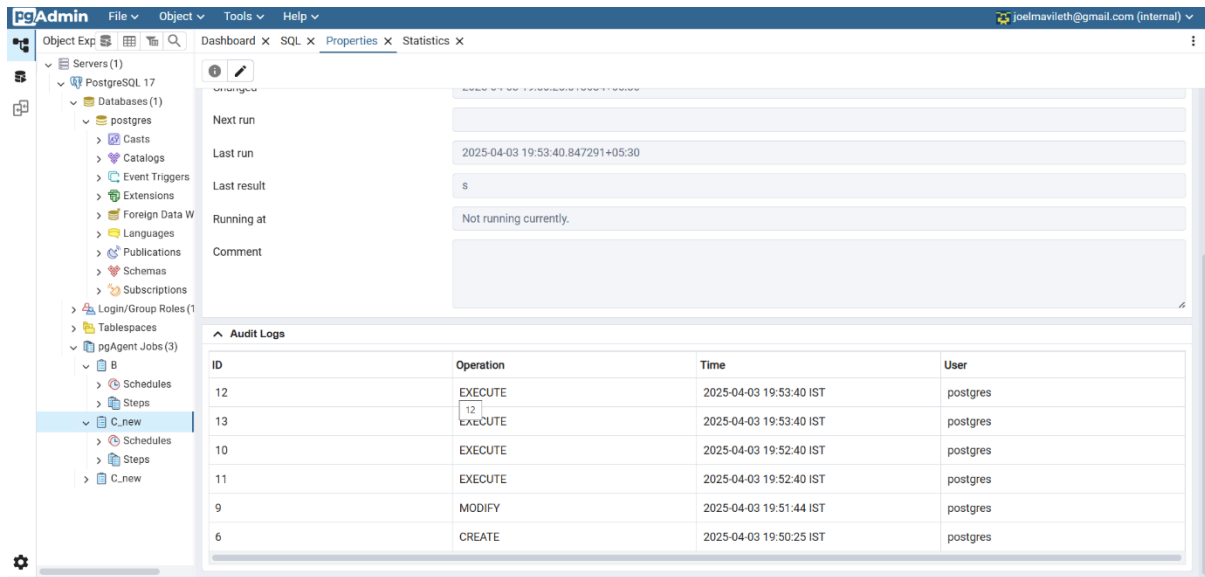 pgAdmin File Object Tools Help joelmavileth@gmail.com (internal)
Object Exp Dashboard SQL Properties Statistics
Servers (1)
PostgreSQL 17
Databases (1)
postgres
Casts
Catalogs
Event Triggers
Extensions
Foreign Data W
Languages
Publications
Schemas
Subscriptions
Login/Group Roles (1
Tablespaces
pgAgent Jobs (3)
B
Schedules
Steps
C_new
Schedules
Steps
C_new
Next run
Last run 2025-04-03 19:53:40.847291+05:30
Last result s
Running at Not running currently.
Comment
Audit Logs
ID Operation Time User
12 EXECUTE 2025-04-03 19:53:40 IST postgres
12
13 EXECUTE 2025-04-03 19:53:40 IST postgres
10 EXECUTE 2025-04-03 19:52:40 IST postgres
11 EXECUTE 2025-04-03 19:52:40 IST postgres
9 MODIFY 2025-04-03 19:51:44 IST postgres
6 CREATE 2025-04-03 19:50:25 IST postgres